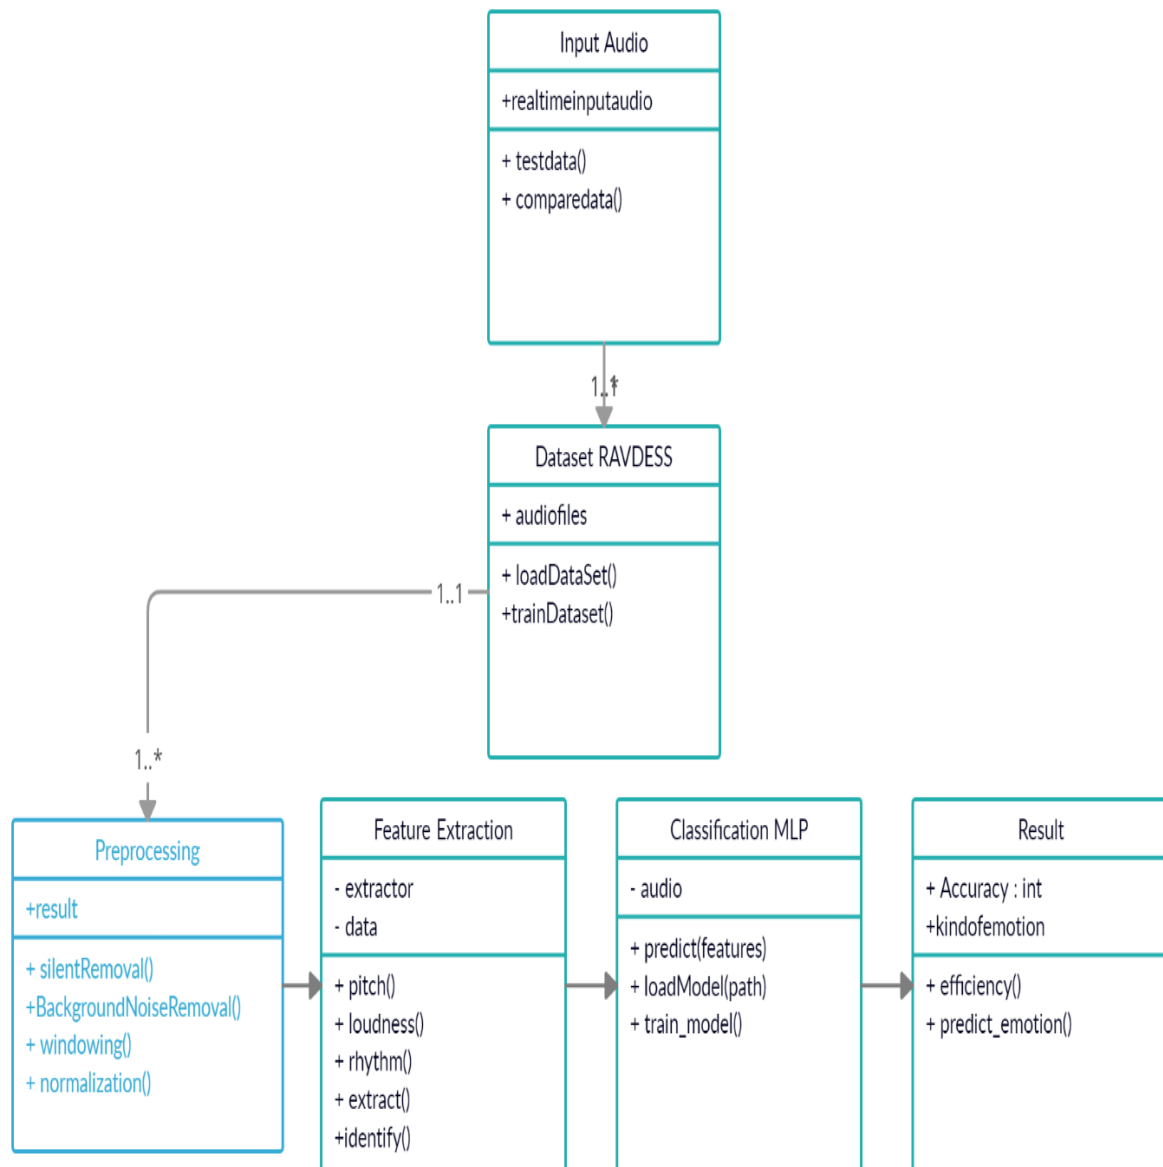 Input Audio
+realtimeinputaudio
+ testdata()
+ comparedata()
Dataset RAVDESS
+ audiofiles
+ loadDataSet()
+trainDataset()
1..1
1..*
Preprocessing
+result
+ silentRemoval()
+BackgroundNoiseRemoval()
+ windowing()
+ normalization()
Feature Extraction
- extractor
- data
+ pitch()
+ loudness()
+ rhythm()
+ extract()
+identify()
Classification MLP
- audio
+ predict(features)
+ loadModel(path)
+ train_model()
Result
+ Accuracy : int
+kindofemotion
+ efficiency()
+ predict_emotion()